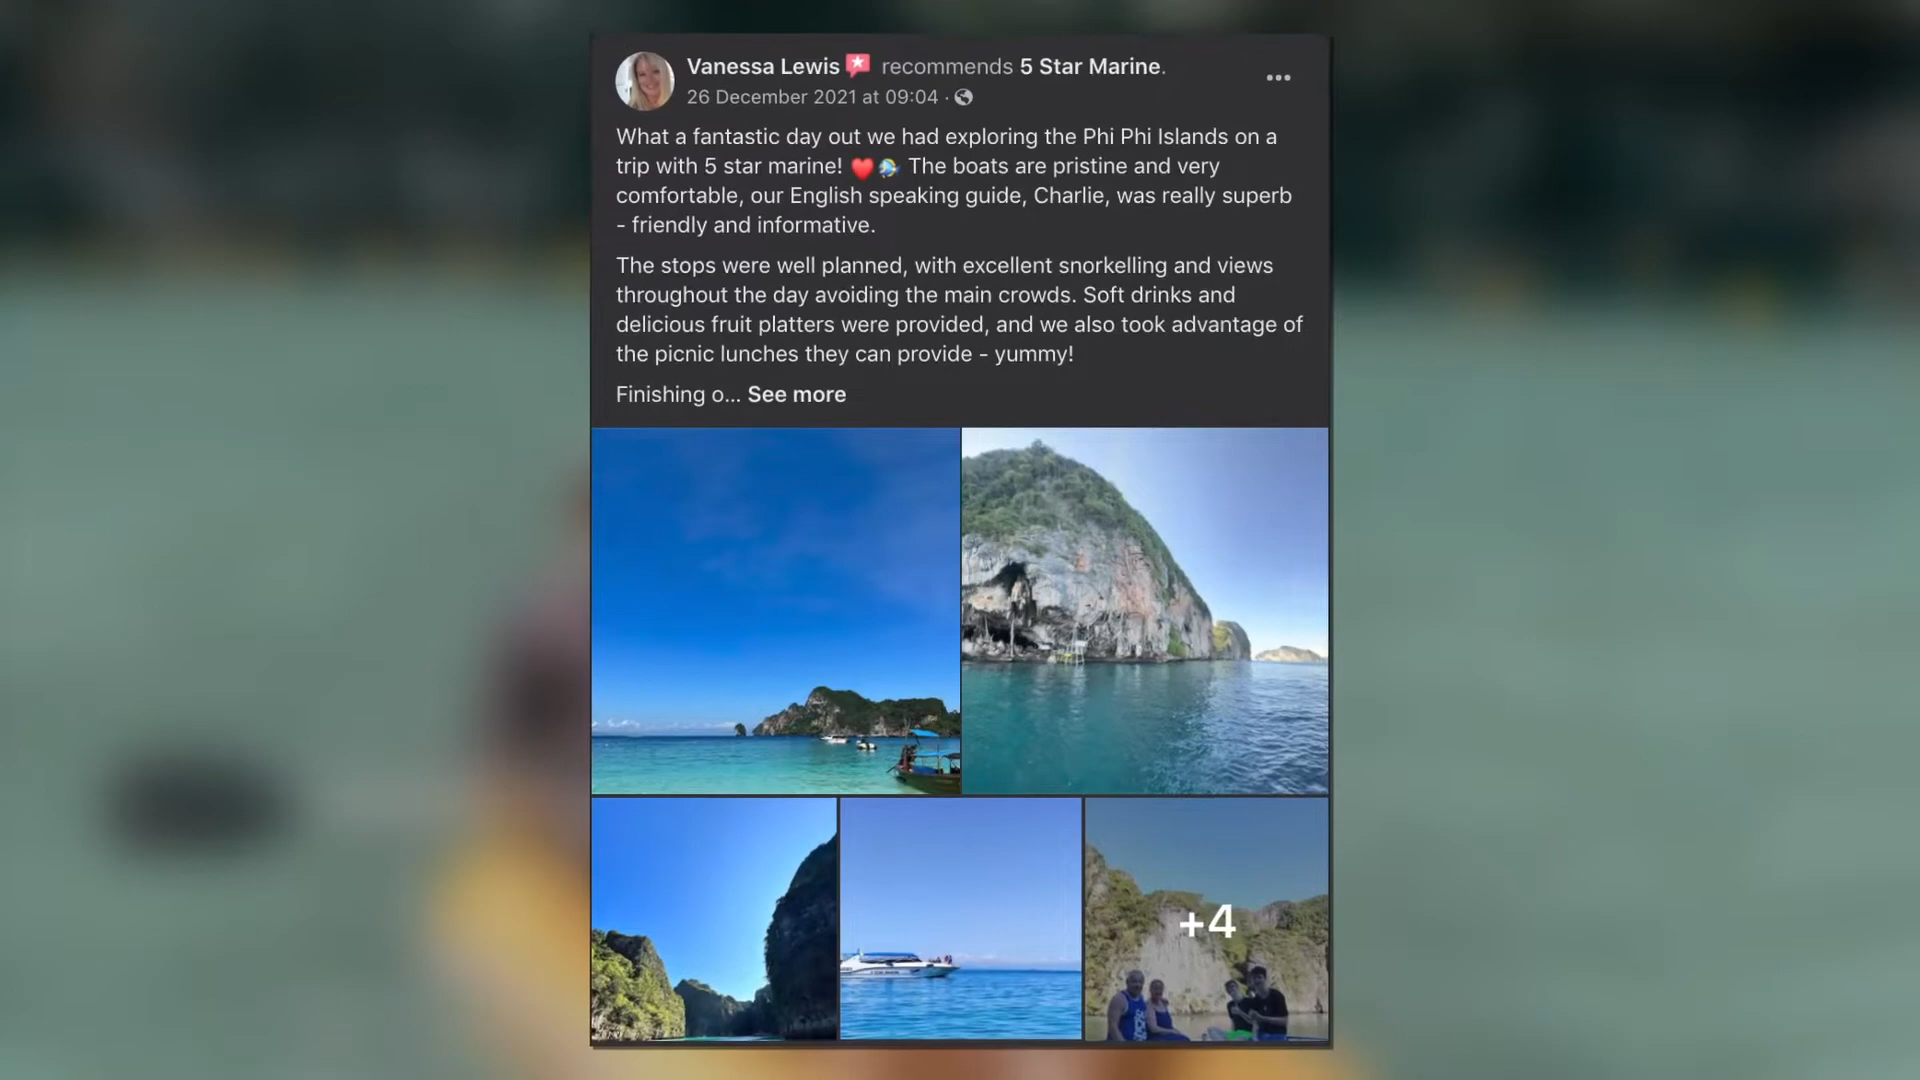 Vanessa Lewis recommends 5 Star Marine.
26 December 2021 at 09:04 ·
What a fantastic day out we had exploring the Phi Phi Islands on a
trip with 5 star marine! ❤️🐠 The boats are pristine and very
comfortable, our English speaking guide, Charlie, was really superb
- friendly and informative.
The stops were well planned, with excellent snorkelling and views
throughout the day avoiding the main crowds. Soft drinks and
delicious fruit platters were provided, and we also took advantage of
the picnic lunches they can provide - yummy!
Finishing o... See more
+4